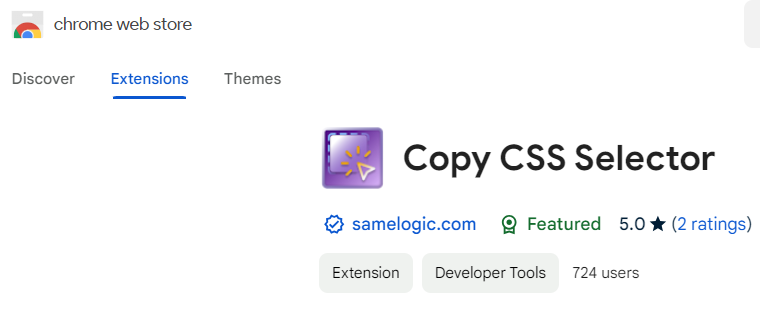 chrome web store
Discover Extensions Themes
Copy CSS Selector
samelogic.com Featured 5.0 ★ (2 ratings)
Extension Developer Tools 724 users